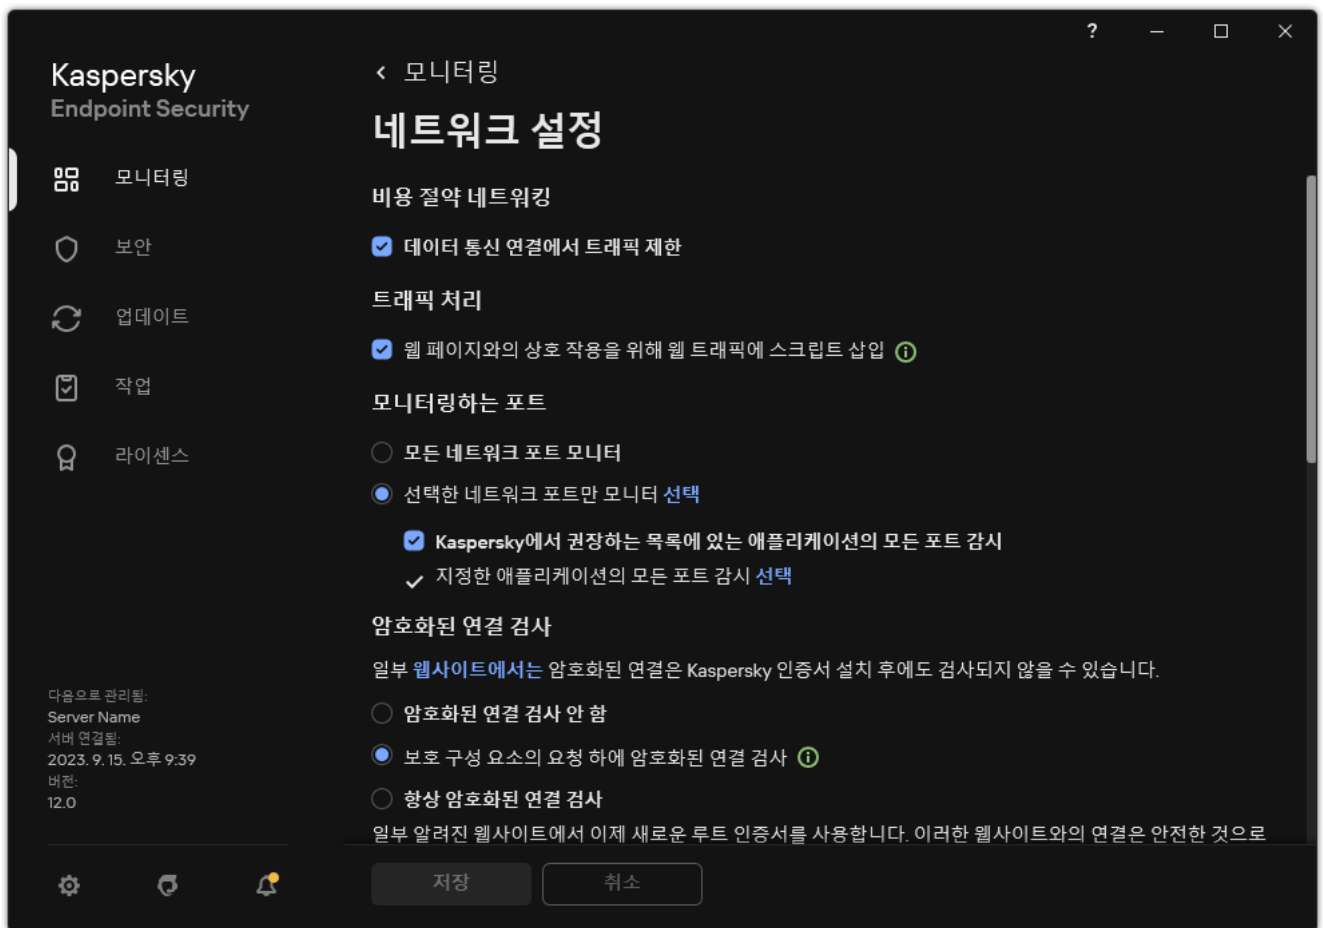 ?
Kaspersky
Endpoint Security
모니터링
보안
업데이트
작업
라이센스
다음으로 관리됨:
Server Name
서버 연결됨:
2023. 9. 15. 오후 9:39
버전:
12.0
모니터링
네트워크 설정
비용 절약 네트워킹
데이터 통신 연결에서 트래픽 제한
트래픽 처리
웹 페이지와의 상호 작용을 위해 웹 트래픽에 스크립트 삽입
모니터링하는 포트
모든 네트워크 포트 모니터
선택한 네트워크 포트만 모니터 선택
Kaspersky에서 권장하는 목록에 있는 애플리케이션의 모든 포트 감시
지정한 애플리케이션의 모든 포트 감시 선택
암호화된 연결 검사
일부 웹사이트에서는 암호화된 연결은 Kaspersky 인증서 설치 후에도 검사되지 않을 수 있습니다.
암호화된 연결 검사 안 함
보호 구성 요소의 요청 하에 암호화된 연결 검사
항상 암호화된 연결 검사
일부 알려진 웹사이트에서 이제 새로운 루트 인증서를 사용합니다. 이러한 웹사이트와의 연결은 안전한 것으로
저장
취소